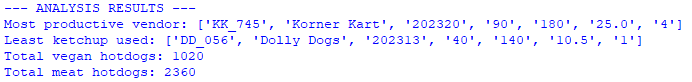 --- ANALYSIS RESULTS ---
Most productive vendor: ['KK_745', 'Korner Kart', '202320', '90', '180', '25.0', '4']
Least ketchup used: ['DD_056', 'Dolly Dogs', '202313', '40', '140', '10.5', '1']
Total vegan hotdogs: 1020
Total meat hotdogs: 2360